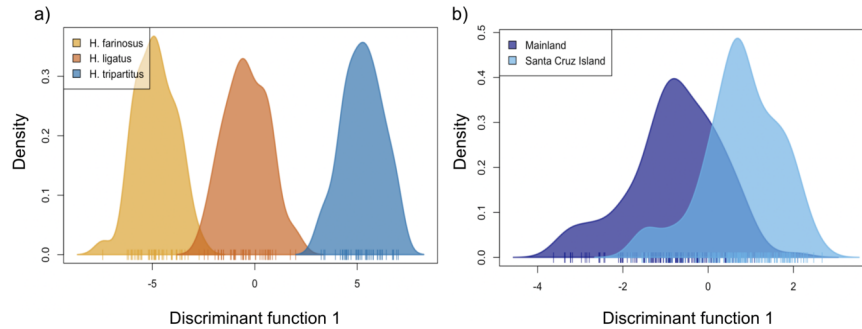 a)
H. farinosus
H. ligatus
H. tripartitus
Density
0.0
0.1
0.2
0.3
-5
0
5
Discriminant function 1
b)
Mainland
Santa Cruz Island
Density
0.0
0.1
0.2
0.3
0.4
0.5
-4
-2
0
2
Discriminant function 1